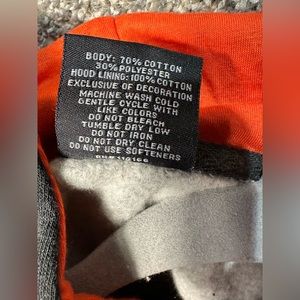 BODY: 70% COTTON
30% POLYESTER
HOOD LINING: 100% COTTON
EXCLUSIVE OF DECORATION
MACHINE WASH COLD
GENTLE CYCLE WITH
LIKE COLORS
DO NOT BLEACH
TUMBLE DRY LOW
DO NOT IRON
DO NOT DRY CLEAN
DO NOT USE SOFTENERS